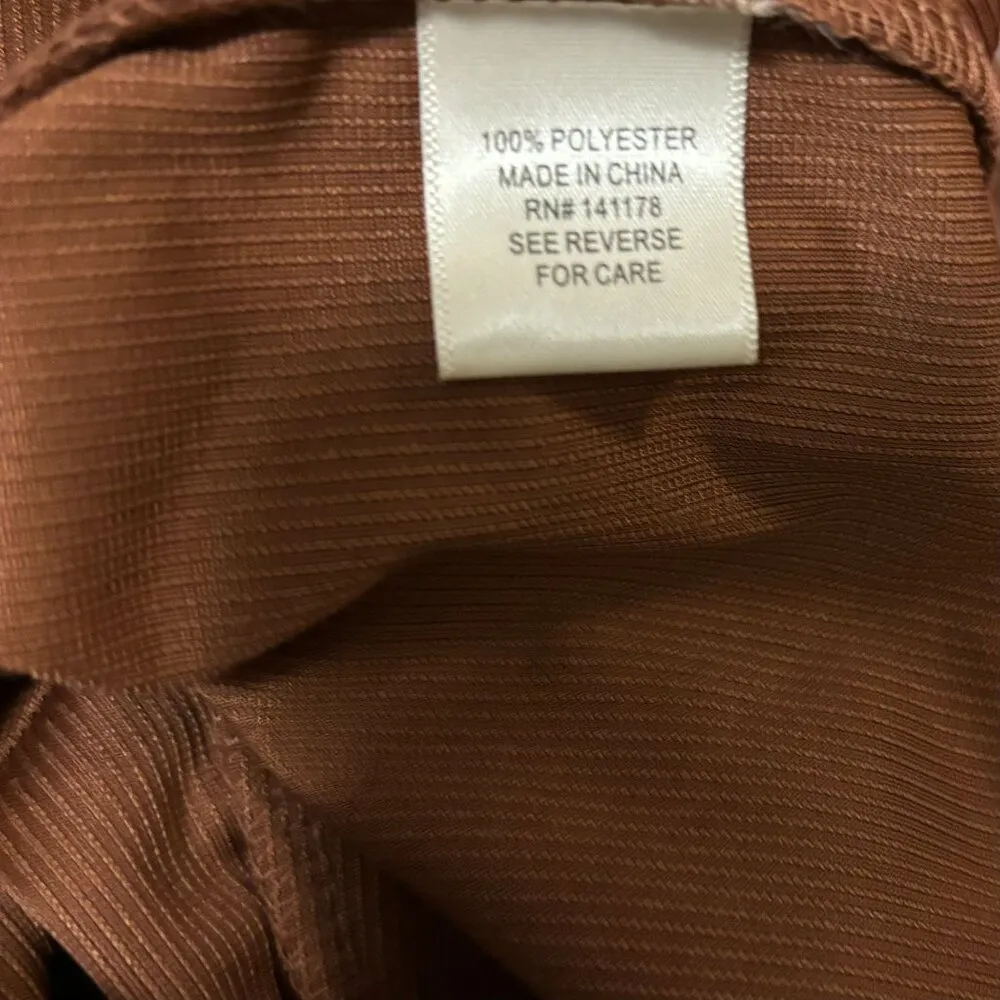 100% POLYESTER
MADE IN CHINA
RN# 141178
SEE REVERSE
FOR CARE